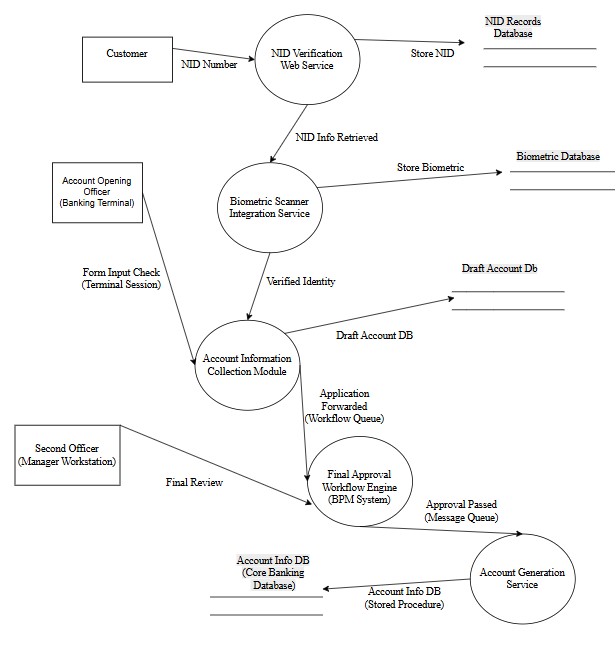 NID Records
Database
Customer
NID Verification
Web Service
NID Number
Store NID
NID Info Retrieved
Biometric Database
Store Biometric
Account Opening
Officer
(Banking Terminal)
Biometric Scanner
Integration Service
Form Input Check
(Terminal Session)
Verified Identity
Draft Account Db
Draft Account DB
Account Information
Collection Module
Application
Forwarded
(Workflow Queue)
Second Officer
(Manager Workstation)
Final Review
Final Approval
Workflow Engine
(BPM System)
Approval Passed
(Message Queue)
Account Info DB
(Core Banking
Database)
Account Info DB
(Stored Procedure)
Account Generation
Service